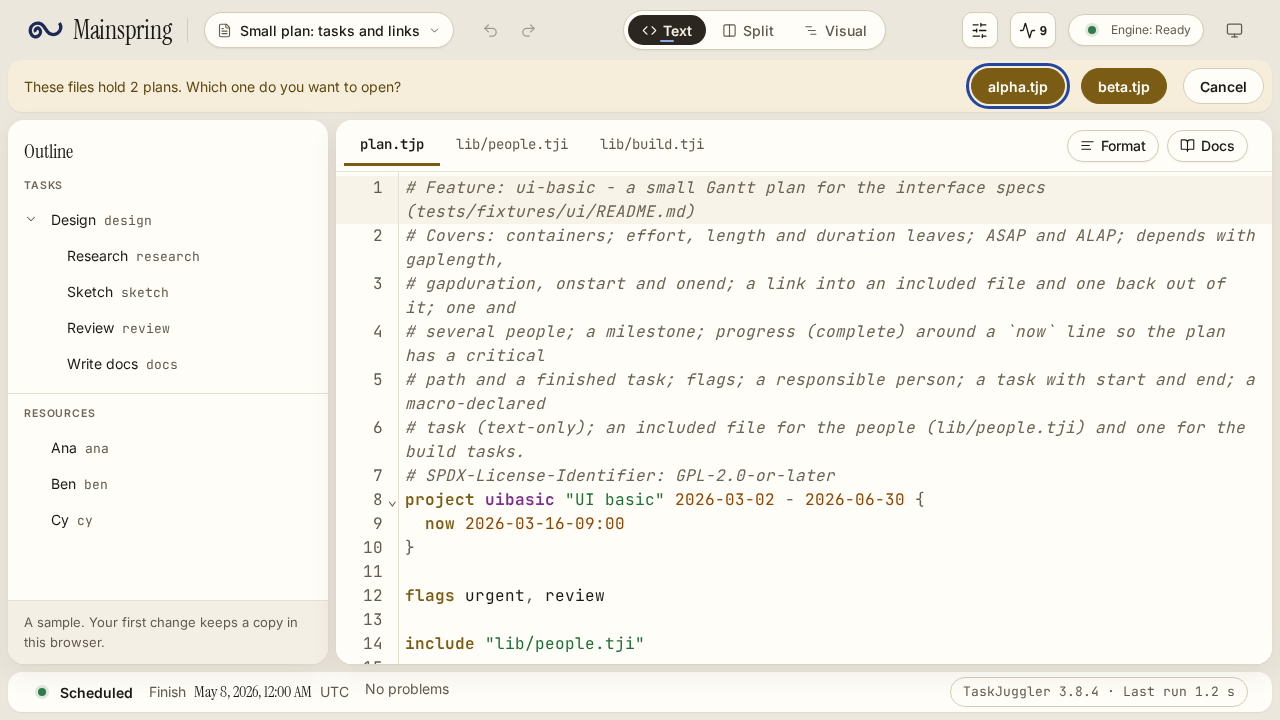 Mainspring
Small plan: tasks and links
Text
Split
Visual
9
Engine: Ready
These files hold 2 plans. Which one do you want to open?
alpha.tjp
beta.tjp
Cancel
Outline
TASKS
Design design
Research research
Sketch sketch
Review review
Write docs docs
RESOURCES
Ana ana
Ben ben
Cy cy
A sample. Your first change keeps a copy in
this browser.
plan.tjp
lib/people.tji
lib/build.tji
Format
Docs
1 # Feature: ui-basic - a small Gantt plan for the interface specs
(tests/fixtures/ui/README.md)
2 # Covers: containers; effort, length and duration leaves; ASAP and ALAP; depends with
gaplength,
3 # gapduration, onstart and onend; a link into an included file and one back out of
it; one and
4 # several people; a milestone; progress (complete) around a `now` line so the plan
has a critical
5 # path and a finished task; flags; a responsible person; a task with start and end; a
macro-declared
6 # task (text-only); an included file for the people (lib/people.tji) and one for the
build tasks.
7 # SPDX-License-Identifier: GPL-2.0-or-later
8 project uibasic "UI basic" 2026-03-02 - 2026-06-30 {
9 now 2026-03-16-09:00
10 }
11
12 flags urgent, review
13
14 include "lib/people.tji"
15
Scheduled
Finish May 8, 2026, 12:00 AM UTC
No problems
TaskJuggler 3.8.4 · Last run 1.2 s